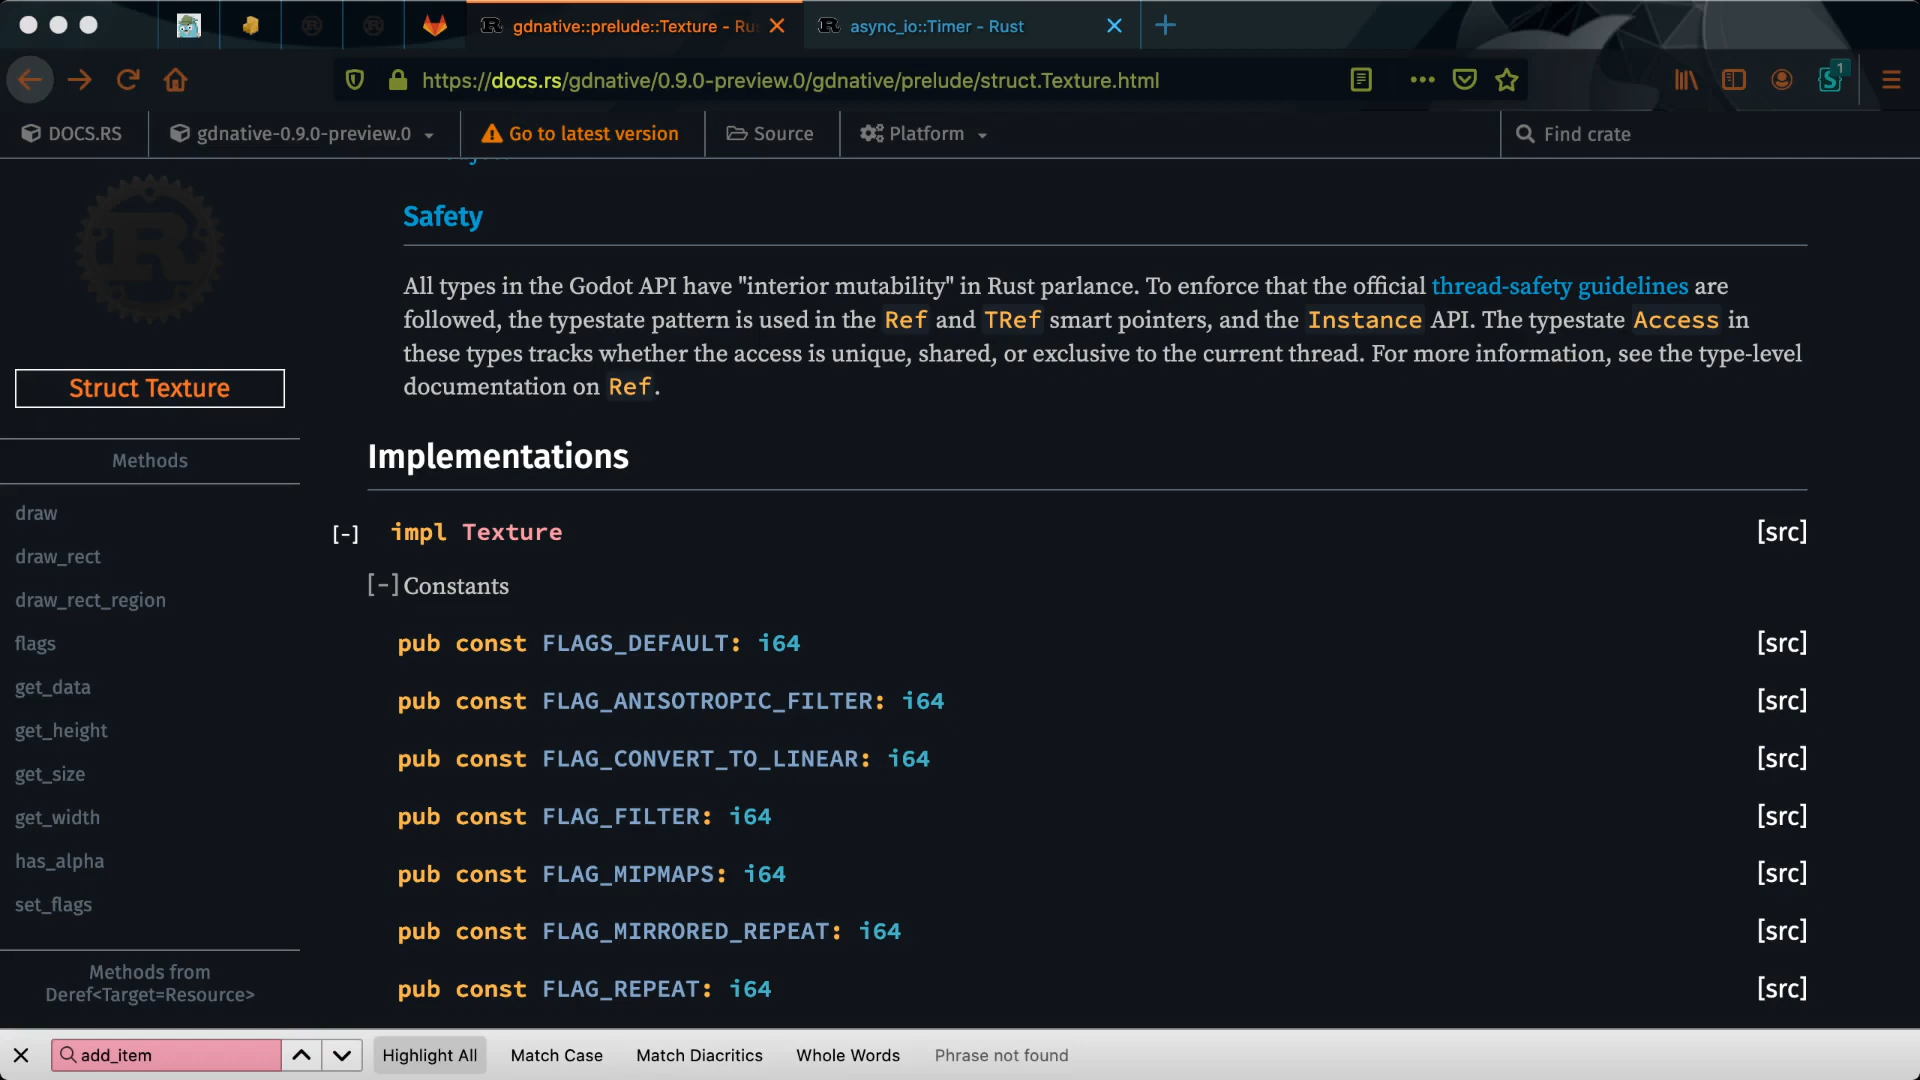 gdnative::prelude::Texture - Ru
async_io::Timer - Rust
https://docs.rs/gdnative/0.9.0-preview.0/gdnative/prelude/struct.Texture.html
1
DOCS.RS
gdnative-0.9.0-preview.0
Go to latest version
Source
Platform
Find crate
Safety
All types in the Godot API have "interior mutability" in Rust parlance. To enforce that the official thread-safety guidelines are
followed, the typestate pattern is used in the Ref and TRef smart pointers, and the Instance API. The typestate Access in
these types tracks whether the access is unique, shared, or exclusive to the current thread. For more information, see the type-level
documentation on Ref.
Struct Texture
Methods
draw
draw_rect
draw_rect_region
flags
get_data
get_height
get_size
get_width
has_alpha
set_flags
Methods from
Deref<Target=Resource>
Implementations
[-] impl Texture [src]
[-] Constants
pub const FLAGS_DEFAULT: i64 [src]
pub const FLAG_ANISOTROPIC_FILTER: i64 [src]
pub const FLAG_CONVERT_TO_LINEAR: i64 [src]
pub const FLAG_FILTER: i64 [src]
pub const FLAG_MIPMAPS: i64 [src]
pub const FLAG_MIRRORED_REPEAT: i64 [src]
pub const FLAG_REPEAT: i64 [src]
add_item
Highlight All
Match Case
Match Diacritics
Whole Words
Phrase not found